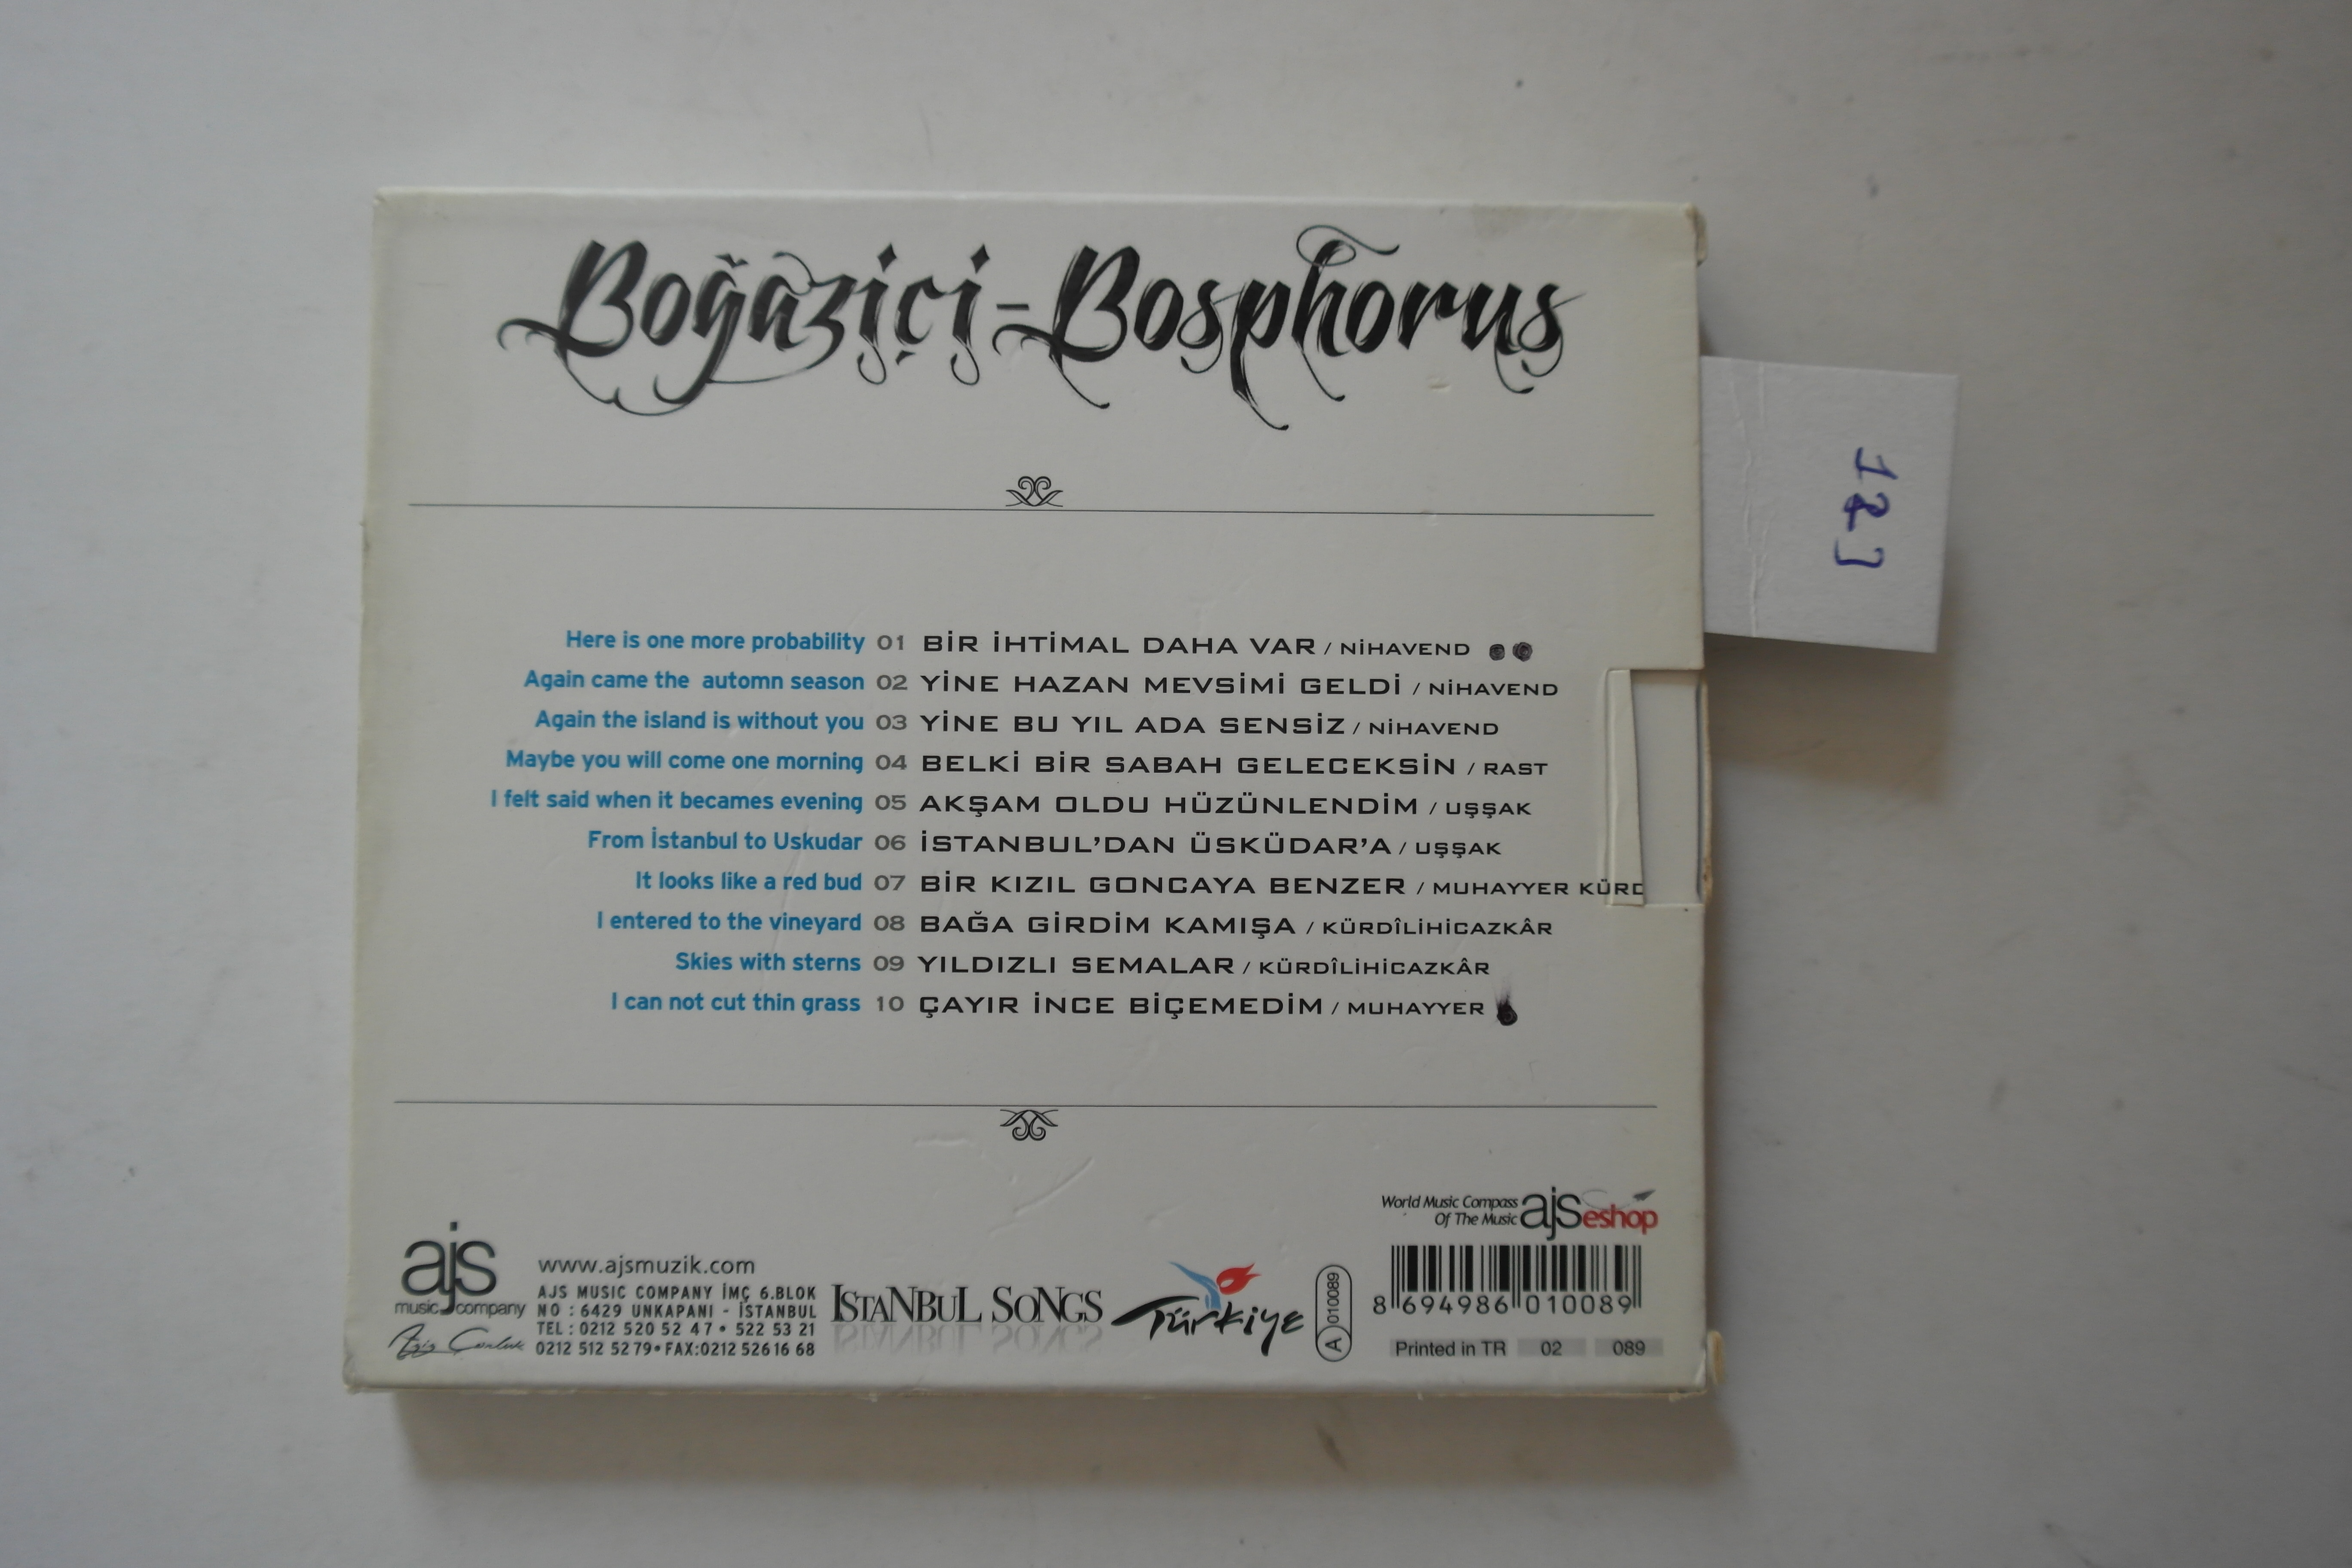 Boğaziçi-Bosphorus
Here is one more probability 01 BİR İHTİMAL DAHA VAR / NİHAVEND
Again came the automn season 02 YİNE HAZAN MEVSİMİ GELDİ / NİHAVEND
Again the island is without you 03 YİNE BU YIL ADA SENSİZ / NİHAVEND
Maybe you will come one morning 04 BELKİ BİR SABAH GELECEKSİN / RAST
I felt said when it becames evening 05 AKŞAM OLDU HÜZÜNLENDİM / UŞŞAK
From İstanbul to Uskudar 06 İSTANBUL'DAN ÜSKÜDAR'A / UŞŞAK
It looks like a red bud 07 BİR KIZIL GONCAYA BENZER / MUHAYYER KÜRD
I entered to the vineyard 08 BAĞA GİRDİM KAMIŞA / KÜRDÎLİHİCAZKÂR
Skies with sterns 09 YILDIZLI SEMALAR / KÜRDÎLİHİCAZKÂR
I can not cut thin grass 10 ÇAYIR İNCE BİÇEMEDİM / MUHAYYER
ajs
music company
www.ajsmuzik.com
AJS MUSIC COMPANY İMÇ 6.BLOK
NO : 6429 UNKAPANI - İSTANBUL
TEL : 0212 520 52 47 • 522 53 21
0212 512 52 79 • FAX:0212 526 16 68
ISTANBUL SONGS
Türkiye
A 010089
World Music Compass
Of The Music
ajs eshop
8 694986 010089
Printed in TR 02 089